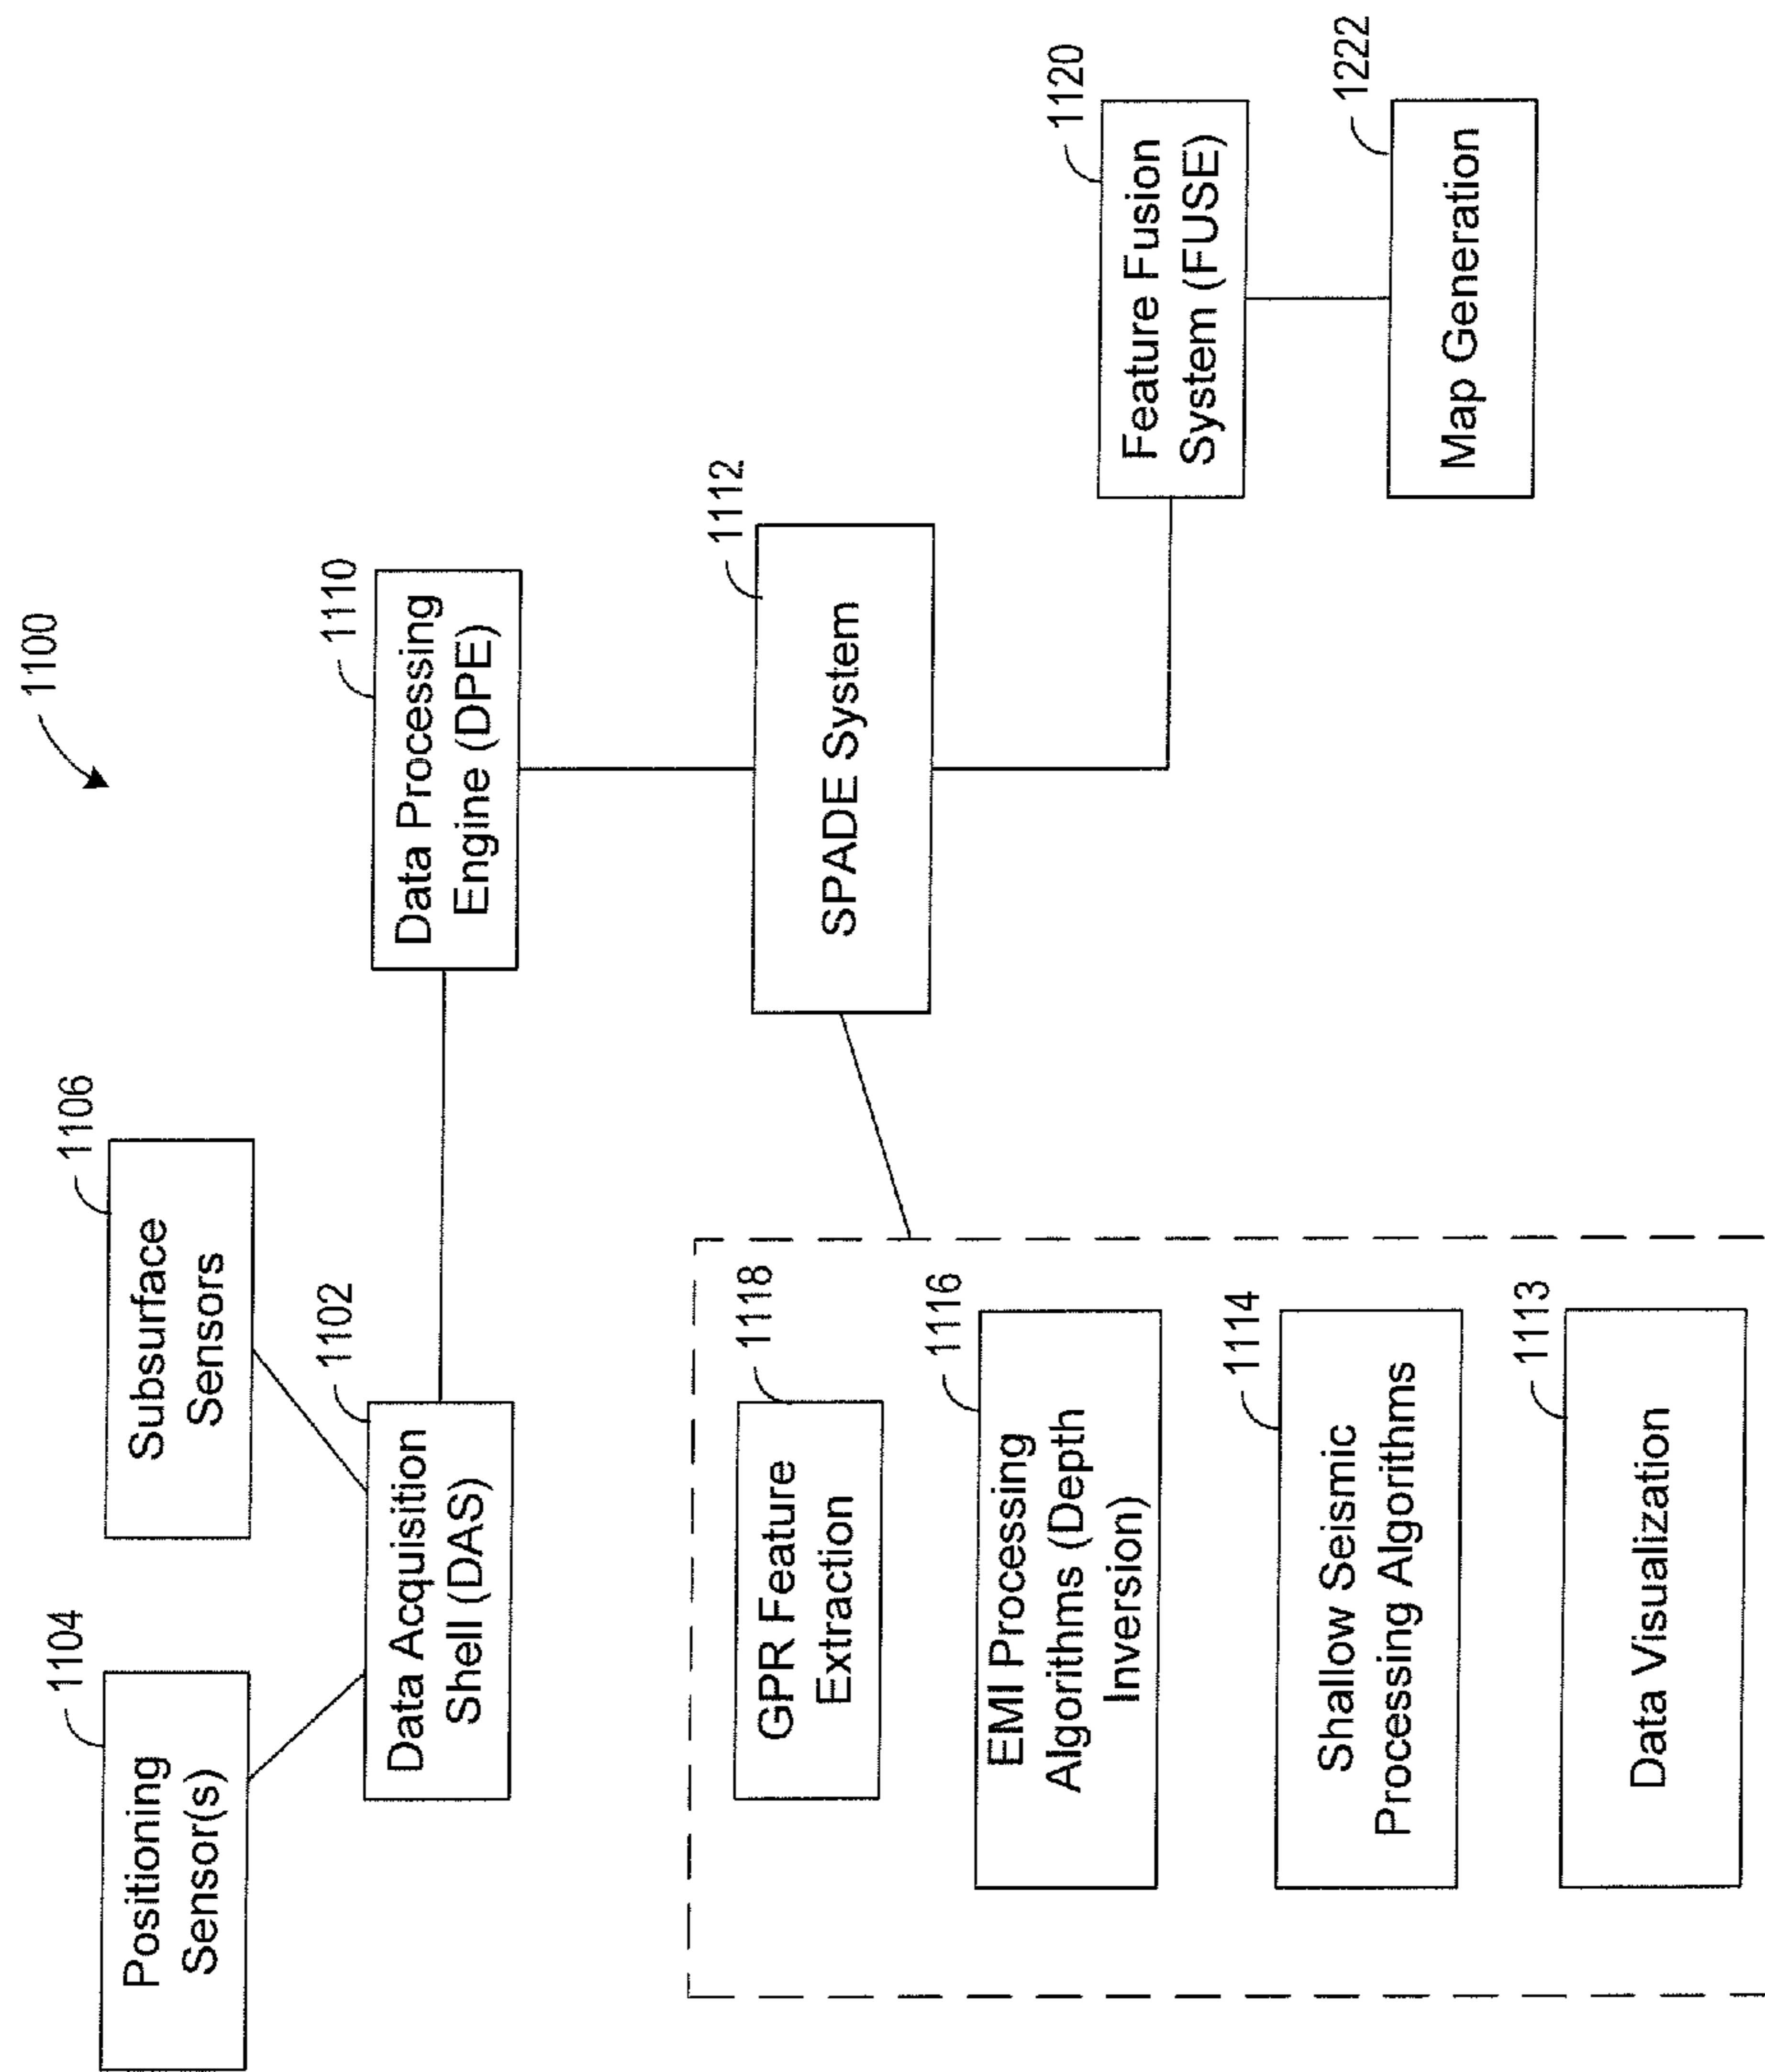 1100
1104
Positioning
Sensor(s)
1106
Subsurface
Sensors
1102
Data Acquisition
Shell (DAS)
1110
Data Processing
Engine (DPE)
1112
SPADE System
1118
GPR Feature
Extraction
1116
EMI Processing
Algorithms (Depth
Inversion)
1114
Shallow Seismic
Processing Algorithms
1113
Data Visualization
1120
Feature Fusion
System (FUSE)
1222
Map Generation